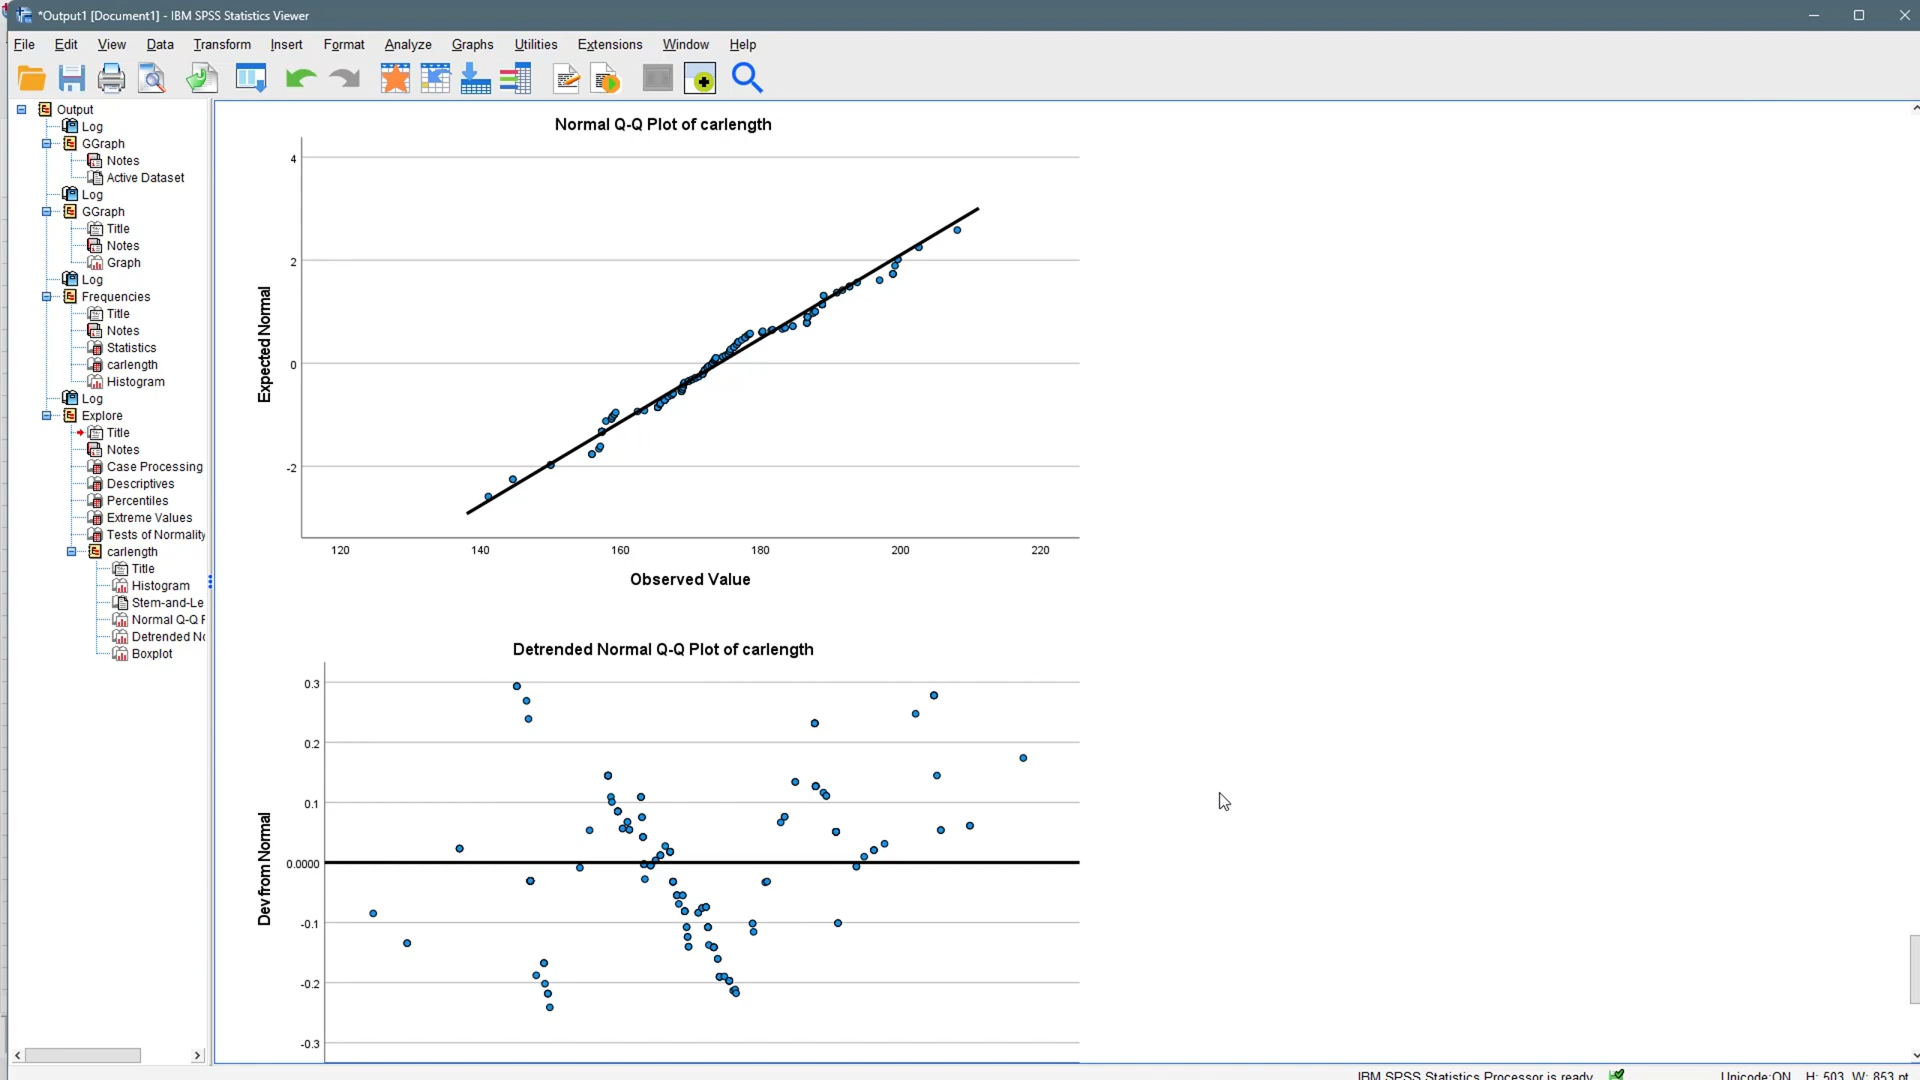 *Output1 [Document1] - IBM SPSS Statistics Viewer
File Edit View Data Transform Insert Format Analyze Graphs Utilities Extensions Window Help
Output
Log
GGraph
Notes
Active Dataset
Log
GGraph
Title
Notes
Graph
Log
Frequencies
Title
Notes
Statistics
carlength
Histogram
Log
Explore
Title
Notes
Case Processing
Descriptives
Percentiles
Extreme Values
Tests of Normality
carlength
Title
Histogram
Stem-and-Le
Normal Q-Q P
Detrended No
Boxplot
Normal Q-Q Plot of carlength
Expected Normal
4
2
0
-2
120 140 160 180 200 220
Observed Value
Detrended Normal Q-Q Plot of carlength
Dev from Normal
0.3
0.2
0.1
0.0000
-0.1
-0.2
-0.3
IBM SPSS Statistics Processor is ready Unicode:ON H: 503, W: 853 pt